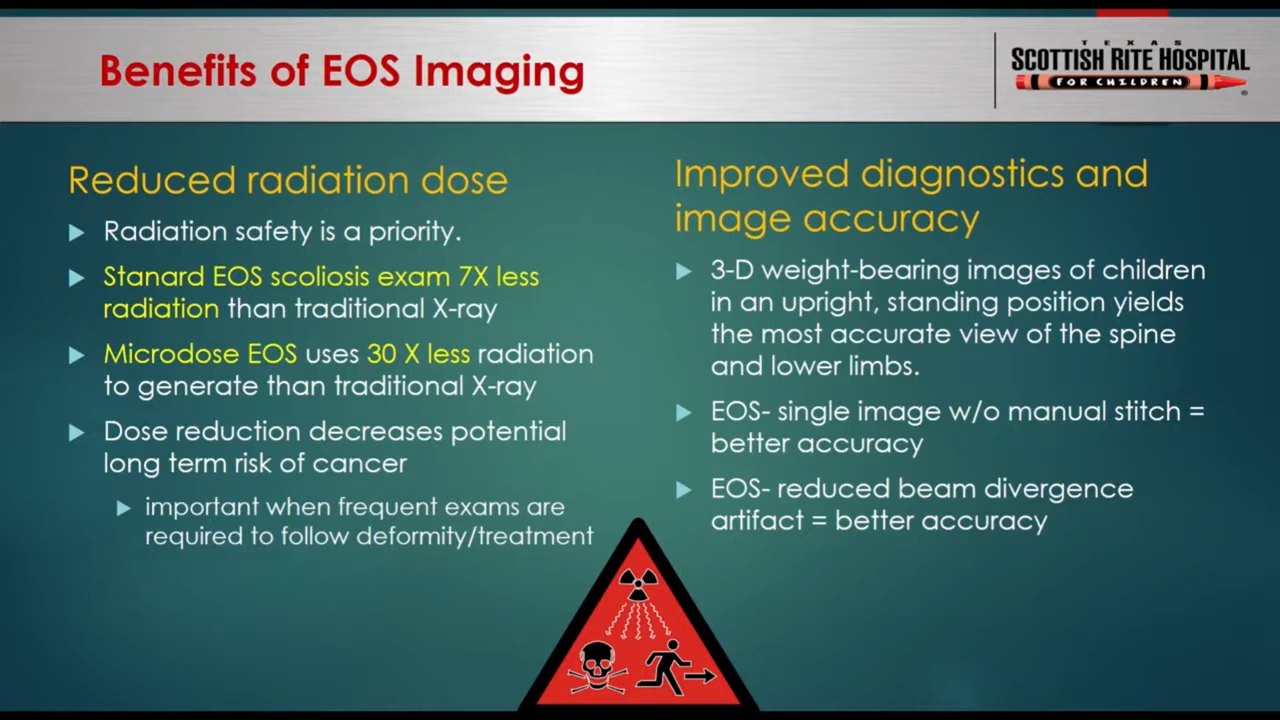 Benefits of EOS Imaging
TEXAS
SCOTTISH RITE HOSPITAL
FOR CHILDREN
®
Reduced radiation dose
Radiation safety is a priority.
Stanard EOS scoliosis exam 7X less
radiation than traditional X-ray
Microdose EOS uses 30 X less radiation
to generate than traditional X-ray
Dose reduction decreases potential
long term risk of cancer
important when frequent exams are
required to follow deformity/treatment
Improved diagnostics and
image accuracy
3-D weight-bearing images of children
in an upright, standing position yields
the most accurate view of the spine
and lower limbs.
EOS- single image w/o manual stitch =
better accuracy
EOS- reduced beam divergence
artifact = better accuracy